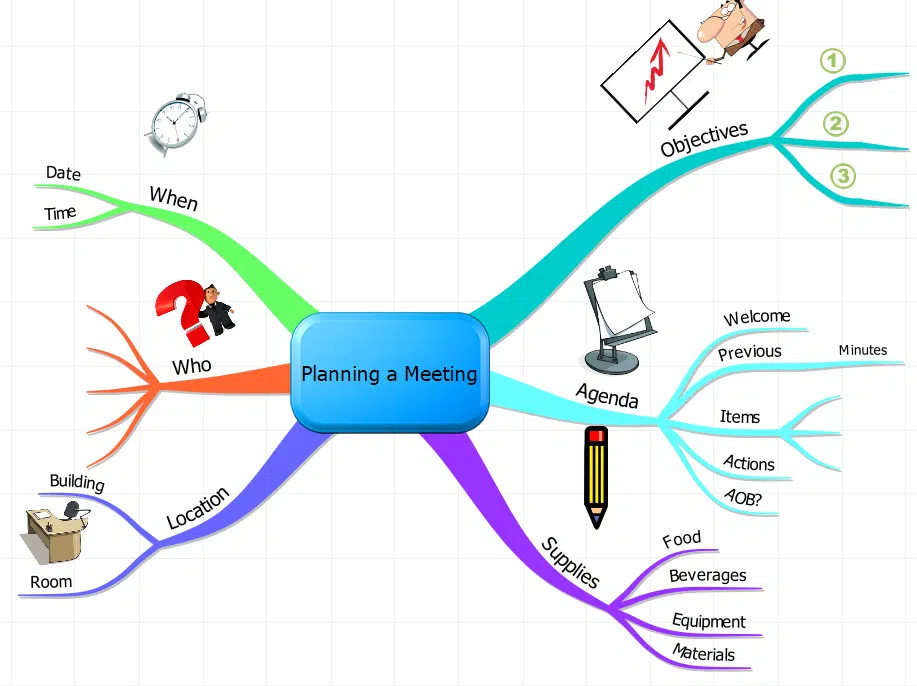 Planning a Meeting
Objectives
1
2
3
Agenda
Welcome
Previous
Minutes
Items
Actions
AOB?
Supplies
Food
Beverages
Equipment
Materials
Location
Building
Room
Who
When
Date
Time